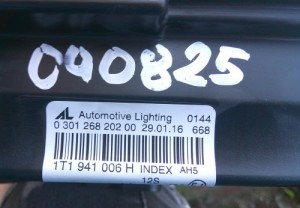 090825
AL Automotive Lighting 0144
0 301 268 202 00 29.01.16 668
1T1 941 006 H INDEX AH5
12S